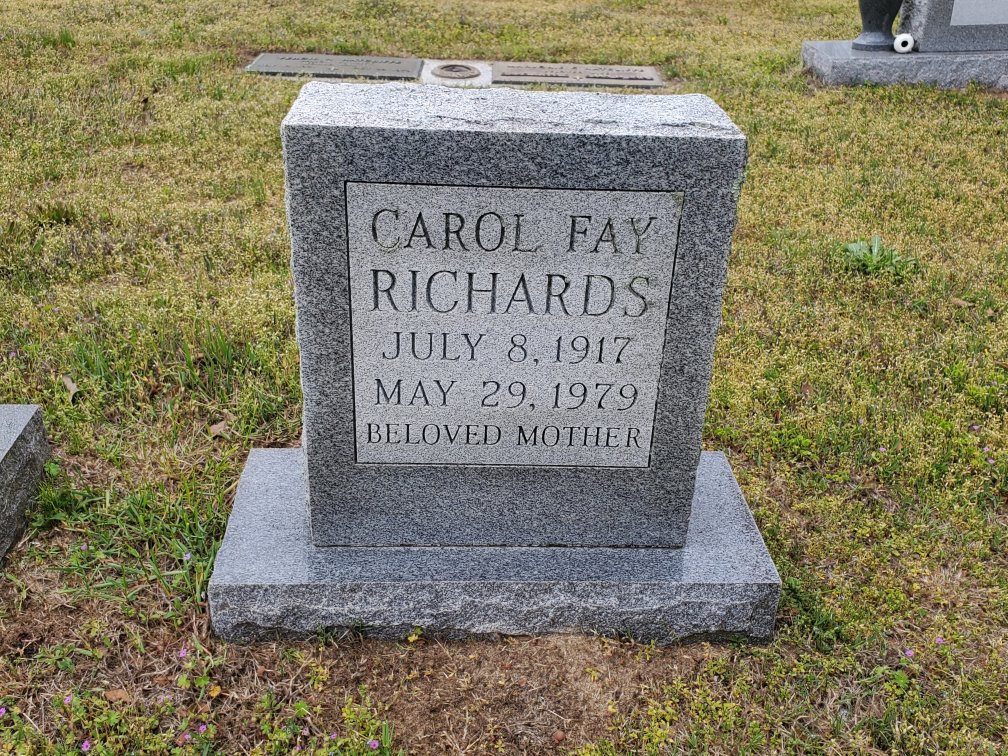 CAROL FAY
RICHARDS
JULY 8, 1917
MAY 29, 1979
BELOVED MOTHER